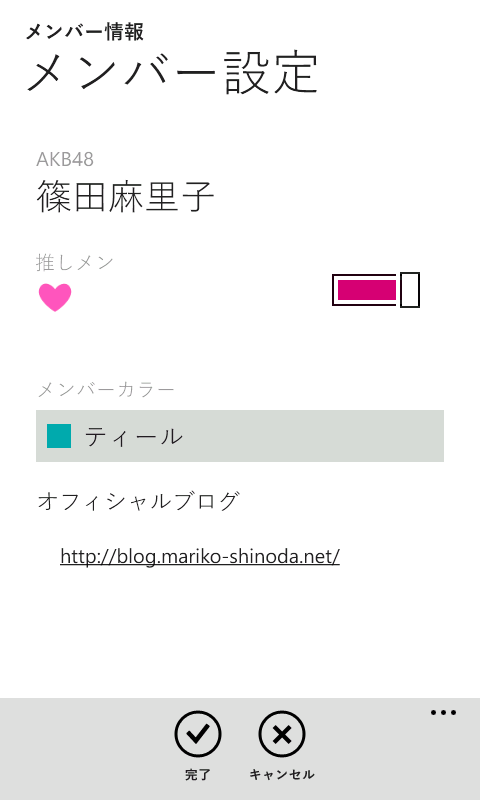 メンバー情報
メンバー設定
AKB48
篠田麻里子
推しメン
メンバーカラー
ティール
オフィシャルブログ
http://blog.mariko-shinoda.net/
完了
キャンセル